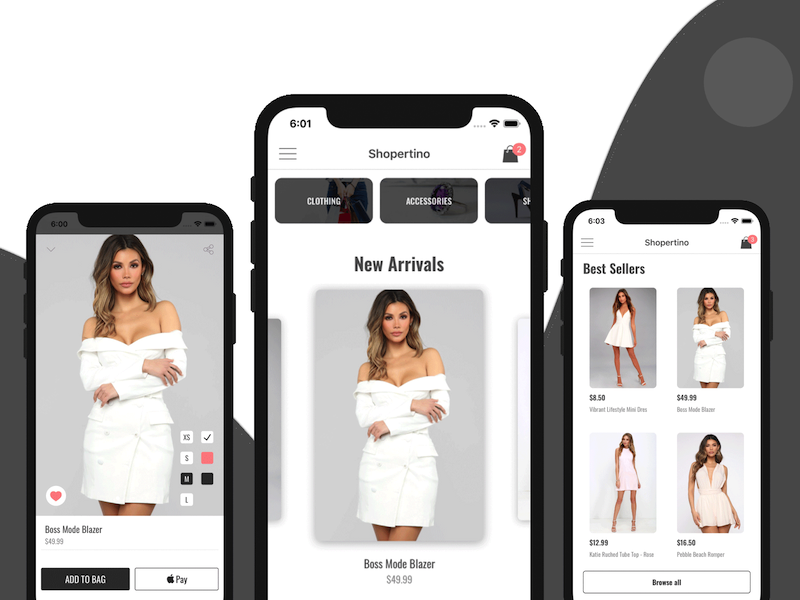 6:00
XS
S
M
L
Boss Mode Blazer
$49.99
ADD TO BAG
Pay
6:01
Shopertino
2
CLOTHING
ACCESSORIES
SH
New Arrivals
Boss Mode Blazer
$49.99
6:03
Shopertino
Best Sellers
$8.50
Vibrant Lifestyle Mini Dres
$49.99
Boss Mode Blazer
$12.99
Katie Ruched Tube Top - Rose
$16.50
Pebble Beach Romper
Browse all